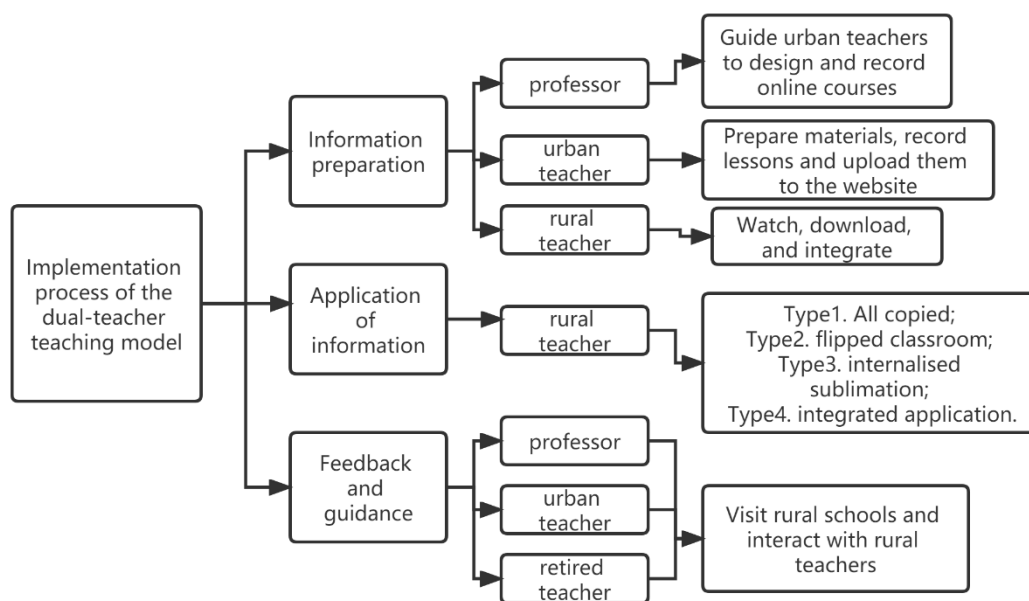 Implementation
process of the
dual-teacher
teaching model
Information
preparation
professor
Guide urban teachers
to design and record
online courses
urban
teacher
Prepare materials, record
lessons and upload them
to the website
rural
teacher
Watch, download,
and integrate
Application
of
information
rural
teacher
Type1. All copied;
Type2. flipped classroom;
Type3. internalised
sublimation;
Type4. integrated application.
Feedback
and
guidance
professor
urban
teacher
retired
teacher
Visit rural schools and
interact with rural
teachers